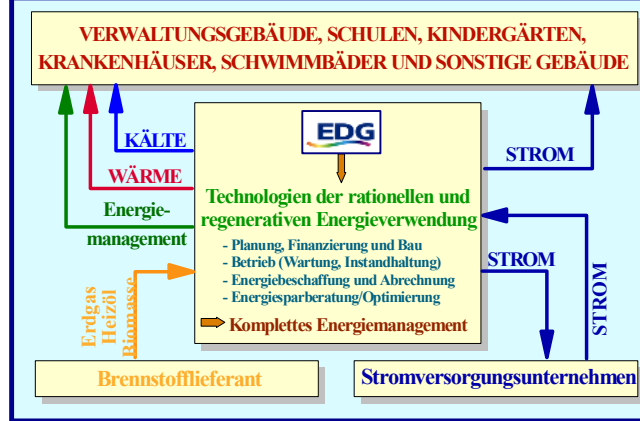 VERWALTUNGSGEBÄUDE, SCHULEN, KINDERGÄRTEN,
KRANKENHÄUSER, SCHWIMMBÄDER UND SONSTIGE GEBÄUDE
EDG
KÄLTE
STROM
WÄRME
Technologien der rationellen und
regenerativen Energieverwendung
Energie-
management
- Planung, Finanzierung und Bau
- Betrieb (Wartung, Instandhaltung)
- Energiebeschaffung und Abrechnung
- Energiesparberatung/Optimierung
Komplettes Energiemanagement
STROM
STROM
Erdgas
Heizöl
Biomasse
Brennstofflieferant
Stromversorgungsunternehmen